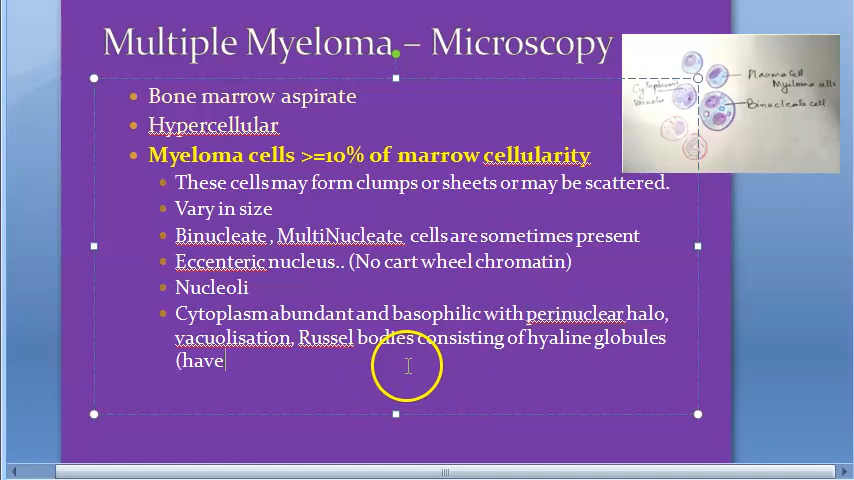 Multiple Myeloma – Microscopy
Bone marrow aspirate
Hypercellular
Myeloma cells >=10% of marrow cellularity
These cells may form clumps or sheets or may be scattered.
Vary in size
Binucleate , MultiNucleate cells are sometimes present
Eccenteric nucleus.. (No cart wheel chromatin)
Nucleoli
Cytoplasm abundant and basophilic with perinuclear halo,
vacuolisation, Russel bodies consisting of hyaline globules
(have
Plasma Cell
Myeloma cells
Cytoplasmic
Vacuoles
Binucleate cell